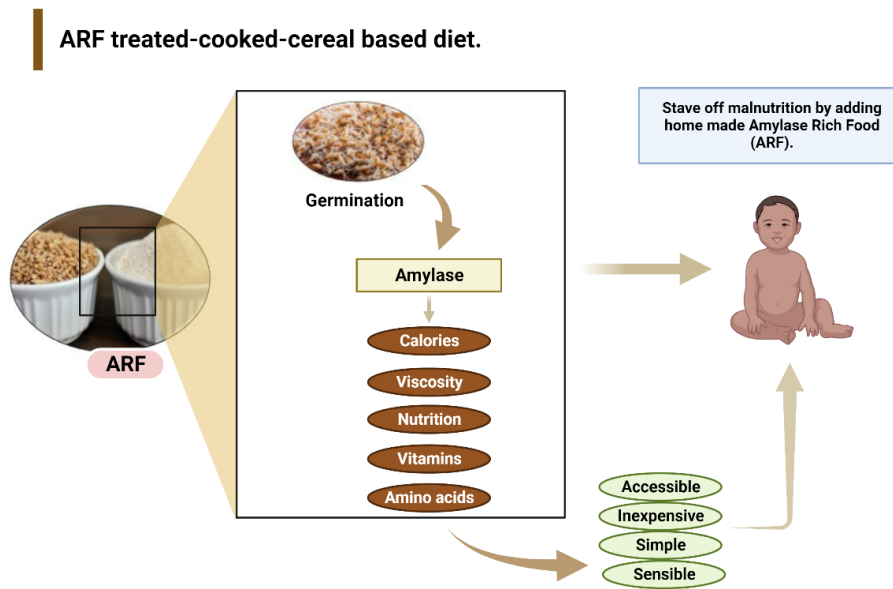 ARF treated-cooked-cereal based diet.
Stave off malnutrition by adding
home made Amylase Rich Food
(ARF).
Germination
Amylase
ARF
Calories
Viscosity
Nutrition
Vitamins
Amino acids
Accessible
Inexpensive
Simple
Sensible